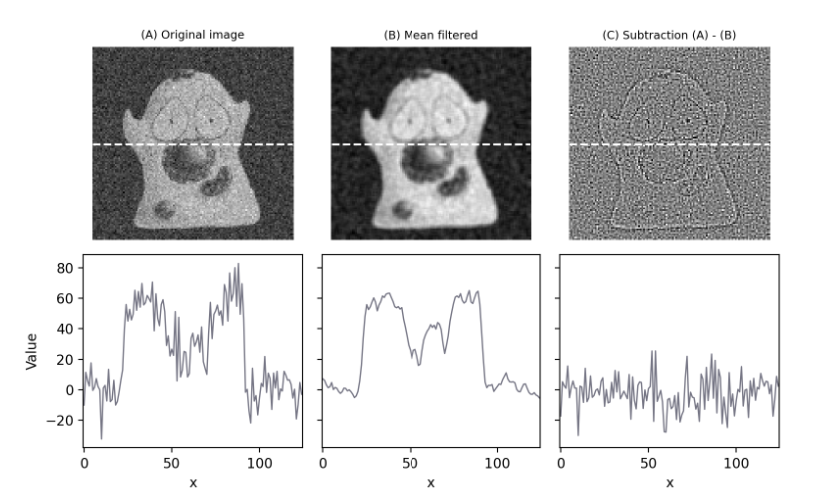 (A) Original image
(B) Mean filtered
(C) Subtraction (A) - (B)
Value
80
60
40
20
0
−20
0 50 100
0 50 100
0 50 100
x
x
x